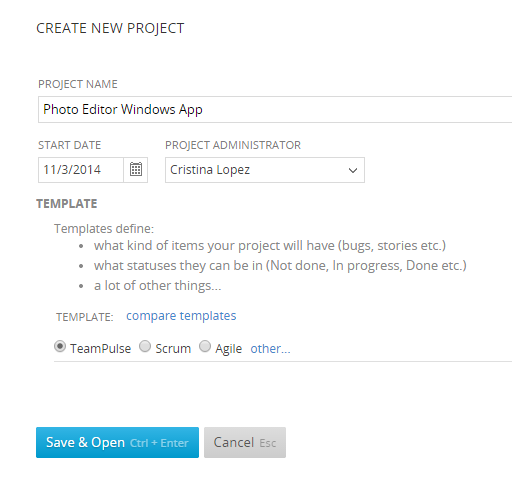 CREATE NEW PROJECT
PROJECT NAME
Photo Editor Windows App
START DATE PROJECT ADMINISTRATOR
11/3/2014 Cristina Lopez
TEMPLATE
Templates define:
• what kind of items your project will have (bugs, stories etc.)
• what statuses they can be in (Not done, In progress, Done etc.)
• a lot of other things...
TEMPLATE: compare templates
TeamPulse Scrum Agile other...
Save & Open Ctrl + Enter Cancel Esc